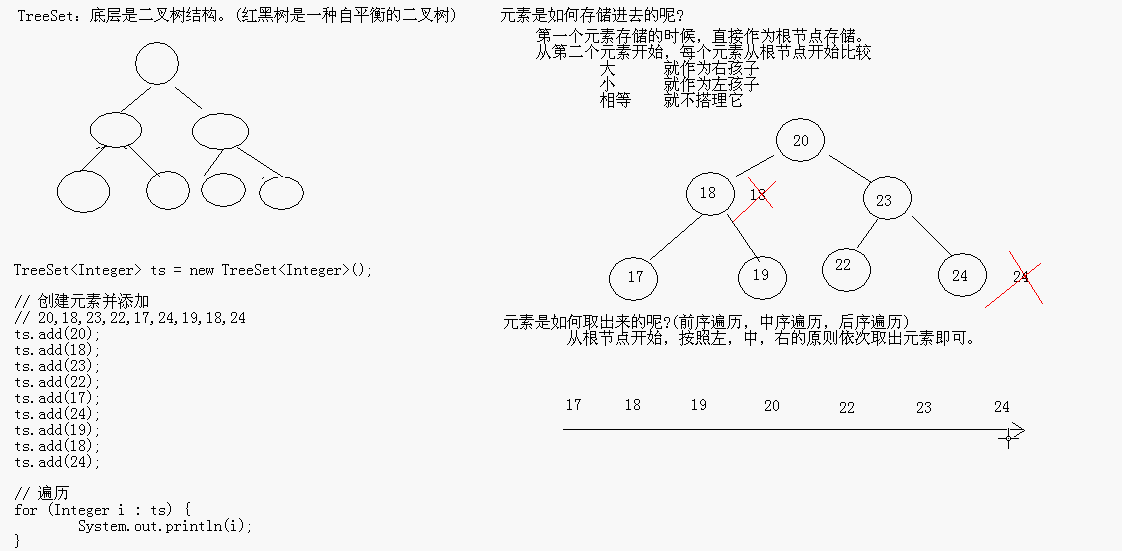 TreeSet: 底层是二叉树结构。(红黑树是一种自平衡的二叉树)
TreeSet<Integer> ts = new TreeSet<Integer>();
// 创建元素并添加
// 20,18,23,22,17,24,19,18,24
ts.add(20);
ts.add(18);
ts.add(23);
ts.add(22);
ts.add(17);
ts.add(24);
ts.add(19);
ts.add(18);
ts.add(24);
// 遍历
for (Integer i : ts) {
System.out.println(i);
}
元素是如何存储进去的呢?
第一个元素存储的时候，直接作为根节点存储。
从第二个元素开始，每个元素从根节点开始比较
大 就作为右孩子
小 就作为左孩子
相等 就不搭理它
20
18 18 23
17 19 22 24 24
元素是如何取出来的呢?(前序遍历，中序遍历，后序遍历)
从根节点开始，按照左，中，右的原则依次取出元素即可。
17 18 19 20 22 23 24